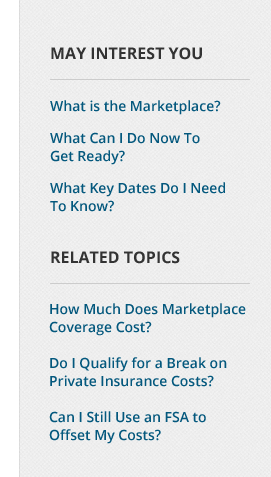 MAY INTEREST YOU
What is the Marketplace?
What Can I Do Now To
Get Ready?
What Key Dates Do I Need
To Know?
RELATED TOPICS
How Much Does Marketplace
Coverage Cost?
Do I Qualify for a Break on
Private Insurance Costs?
Can I Still Use an FSA to
Offset My Costs?